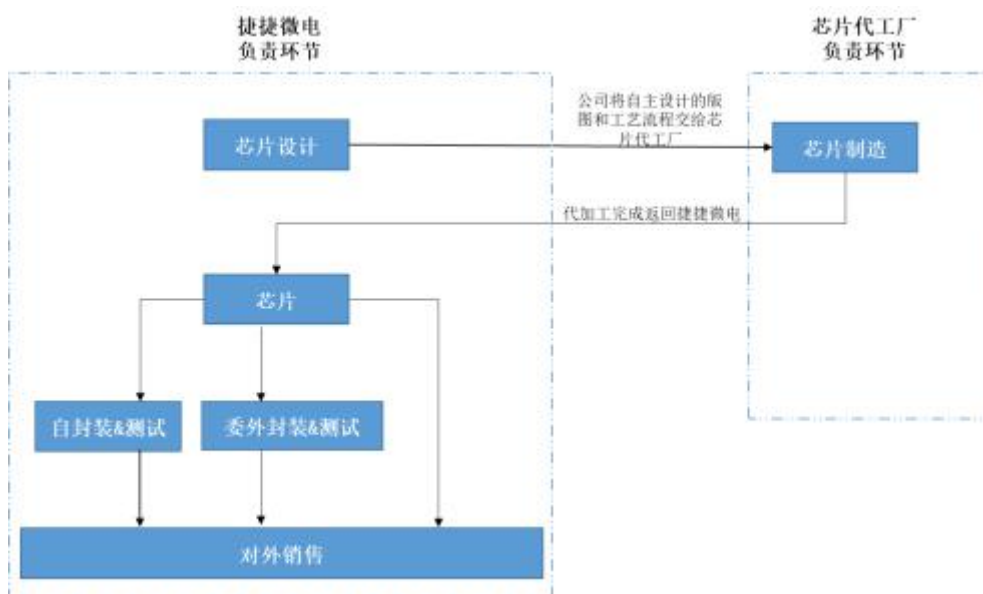 捷捷微电
负责环节
芯片代工厂
负责环节
公司将自主设计的版
图和工艺流程交给芯
片代工厂
芯片设计
芯片制造
代加工完成返回捷捷微电
芯片
自封装&测试
委外封装&测试
对外销售